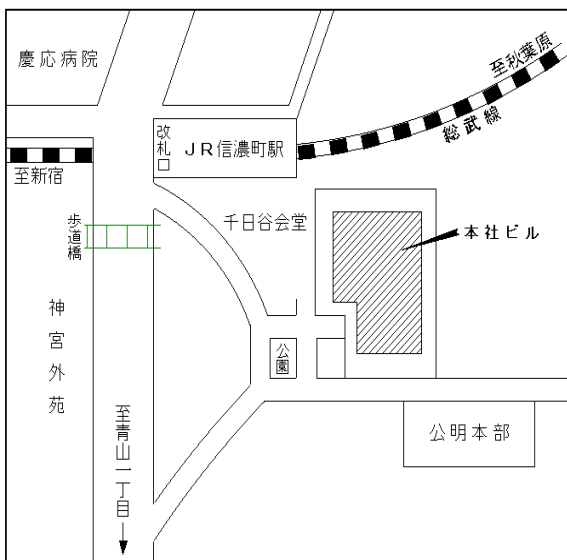 慶応病院
至秋葉原
総武線
改札口
JR信濃町駅
至新宿
歩道橋
千日谷会堂
本社ビル
神宮外苑
公園
至青山一丁目
公明本部